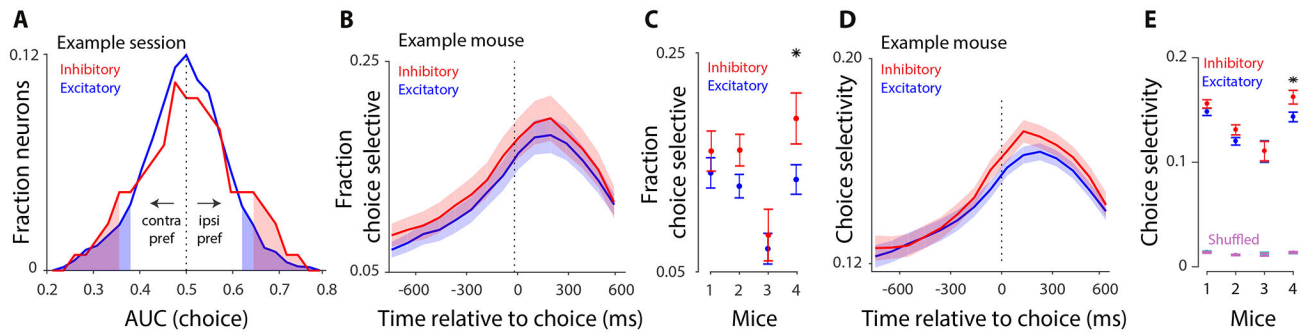 A
Example session
Inhibitory
Excitatory
Fraction neurons
0.12
0
contra
pref
ipsi
pref
0.2 0.3 0.4 0.5 0.6 0.7 0.8
AUC (choice)
B
Example mouse
Inhibitory
Excitatory
Fraction
choice selective
0.25
0.05
-600 -300 0 300 600
Time relative to choice (ms)
C
Inhibitory
Excitatory
*
Fraction
choice selective
0.25
0.05
1 2 3 4
Mice
D
Example mouse
Inhibitory
Excitatory
Choice selectivity
0.20
0.12
-600 -300 0 300 600
Time relative to choice (ms)
E
Inhibitory
Excitatory
*
Choice selectivity
0.2
0.1
0
Shuffled
1 2 3 4
Mice